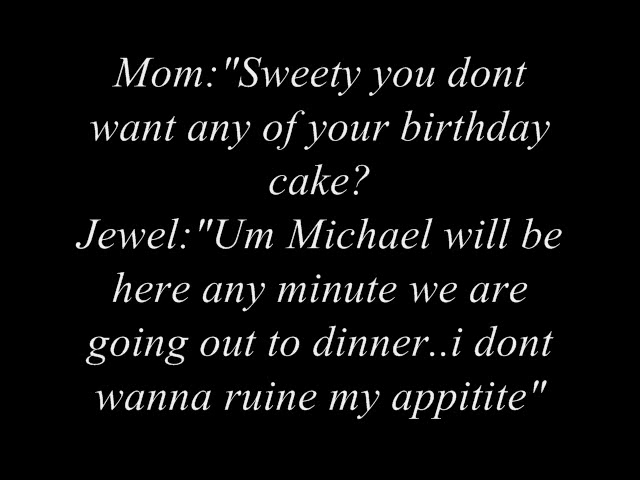 Mom:"Sweety you dont
want any of your birthday
cake?
Jewel:"Um Michael will be
here any minute we are
going out to dinner..i dont
wanna ruine my appitite"